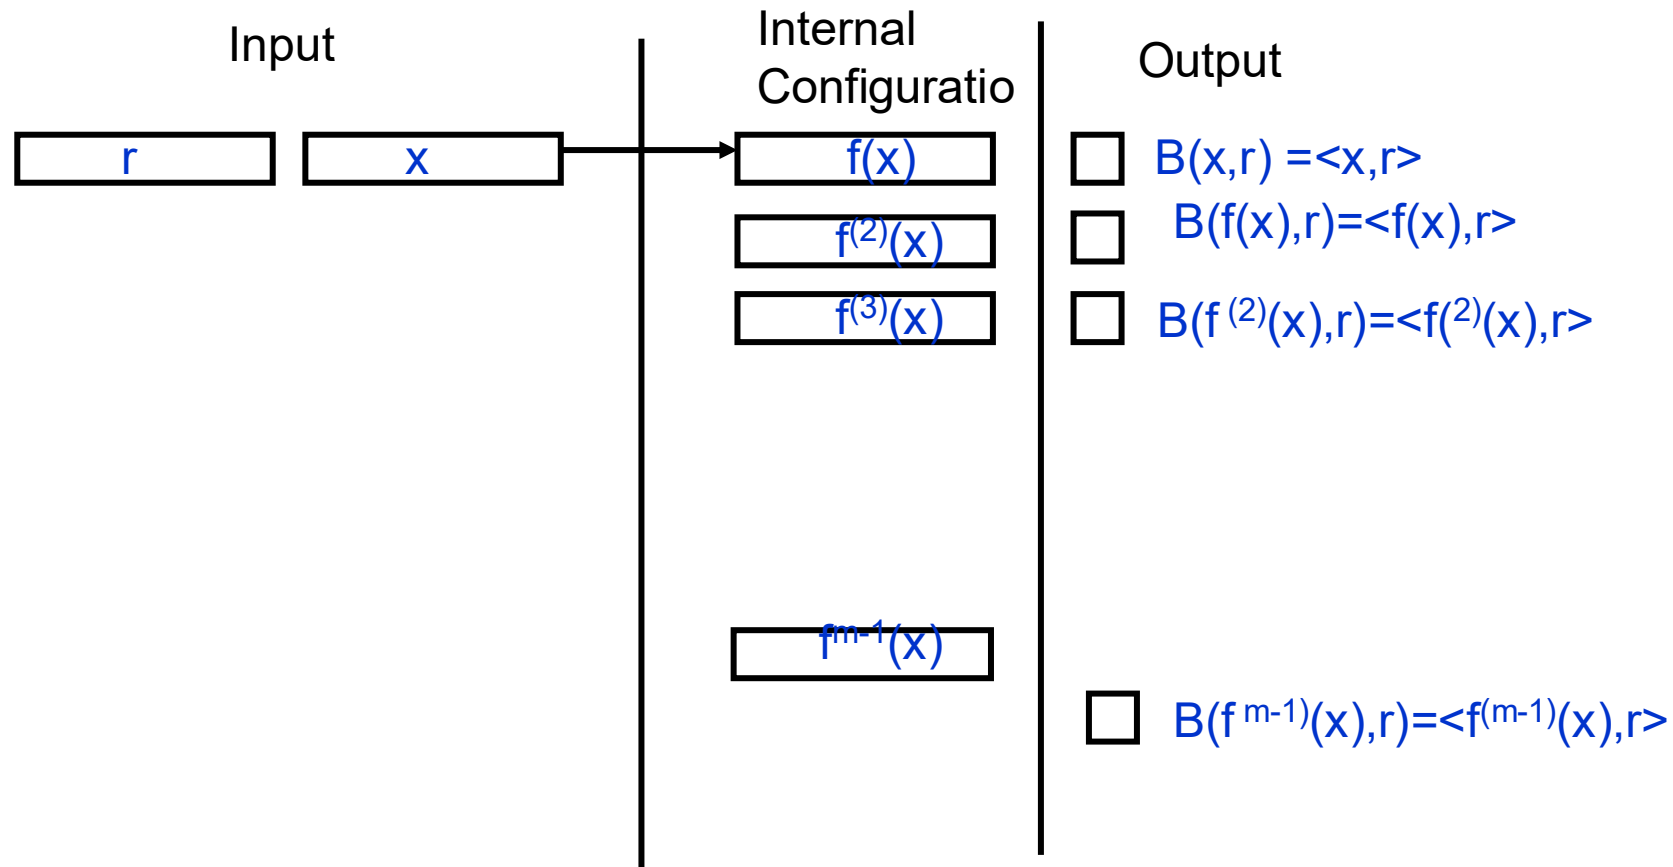 Input
Internal
Configuratio
Output
r
x
f(x)
B(x,r) =<x,r>
f(2)(x)
B(f(x),r)=<f(x),r>
f(3)(x)
B(f (2)(x),r)=<f(2)(x),r>
fm-1(x)
B(f m-1)(x),r)=<f(m-1)(x),r>